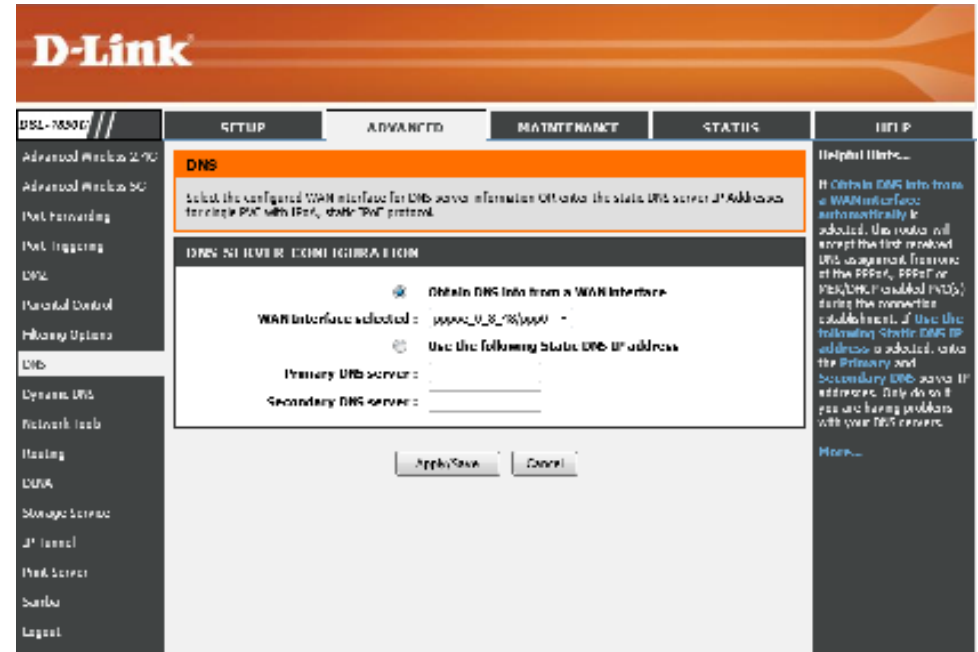 D-Link
SETUP
ADVANCED
MAINTENANCE
STATUS
HELP
Advanced Wireless 2.4G
Advanced Wireless 5G
Port Forwarding
Port Triggering
DMZ
Parental Control
Filtering Options
DNS
Dynamic DNS
Network Tools
Routing
DLNA
Storage Service
IP Tunnel
Print Server
Samba
Logout
DNS
Select the configured WAN interface for DNS server information OR enter the static DNS server IP Addresses
for single PVC with IPoA, static IPoE protocol.
DNS SERVER CONFIGURATION
Obtain DNS info from a WAN interface
WAN Interface selected : pppoe_0_8_48/ppp0
Use the following Static DNS IP address
Primary DNS server :
Secondary DNS server :
Apply/Save
Cancel
Helpful Hints...
If Obtain DNS info from
a WAN interface
automatically is
selected, this router will
accept the first received
DNS assignment from one
of the PPPoA, PPPoE or
MER/DHCP enabled PVC(s)
during the connection
establishment. If Use the
following Static DNS IP
address is selected, enter
the Primary and
Secondary DNS server IP
addresses. Only do so if
you are having problems
with your DNS servers.
More...